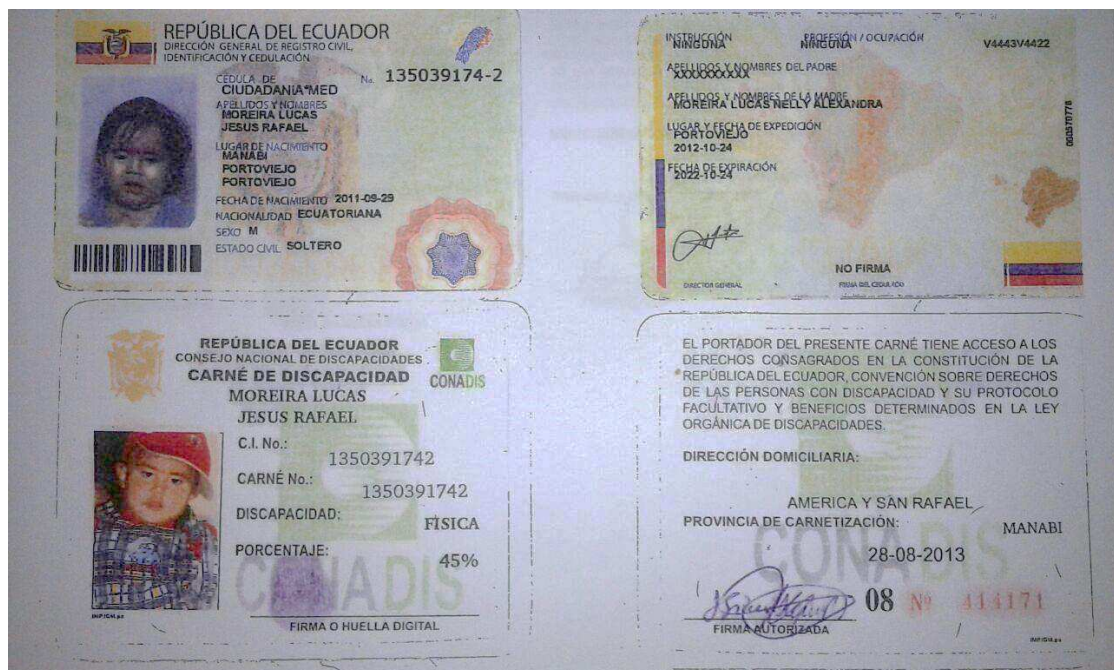 REPÚBLICA DEL ECUADOR
DIRECCIÓN GENERAL DE REGISTRO CIVIL,
IDENTIFICACIÓN Y CEDULACIÓN
CÉDULA DE No. 135039174-2
CIUDADANIA*MED
APELLIDOS Y NOMBRES
MOREIRA LUCAS
JESUS RAFAEL
LUGAR DE NACIMIENTO
MANABI
PORTOVIEJO
PORTOVIEJO
FECHA DE NACIMIENTO 2011-09-29
NACIONALIDAD ECUATORIANA
SEXO M
ESTADO CIVIL SOLTERO
INSTRUCCIÓN PROFESIÓN / OCUPACIÓN
NINGUNA NINGUNA V4443V4422
APELLIDOS Y NOMBRES DEL PADRE
XXXXXXXXXX
APELLIDOS Y NOMBRES DE LA MADRE
MOREIRA LUCAS NELLY ALEXANDRA
LUGAR Y FECHA DE EXPEDICIÓN
PORTOVIEJO
2012-10-24
FECHA DE EXPIRACIÓN
2022-10-24
NO FIRMA
DIRECTOR GENERAL FIRMA DEL CEDULADO
REPÚBLICA DEL ECUADOR
CONSEJO NACIONAL DE DISCAPACIDADES
CARNÉ DE DISCAPACIDAD
CONADIS
MOREIRA LUCAS
JESUS RAFAEL
C.I. No.:
1350391742
CARNÉ No.:
1350391742
DISCAPACIDAD:
FÍSICA
PORCENTAJE:
45%
CONADIS
FIRMA O HUELLA DIGITAL
EL PORTADOR DEL PRESENTE CARNÉ TIENE ACCESO A LOS
DERECHOS CONSAGRADOS EN LA CONSTITUCIÓN DE LA
REPÚBLICA DEL ECUADOR, CONVENCIÓN SOBRE DERECHOS
DE LAS PERSONAS CON DISCAPACIDAD Y SU PROTOCOLO
FACULTATIVO Y BENEFICIOS DETERMINADOS EN LA LEY
ORGÁNICA DE DISCAPACIDADES.
DIRECCIÓN DOMICILIARIA:
AMERICA Y SAN RAFAEL
PROVINCIA DE CARNETIZACIÓN:
MANABI
CONADIS
28-08-2013
08 Nº 414171
FIRMA AUTORIZADA